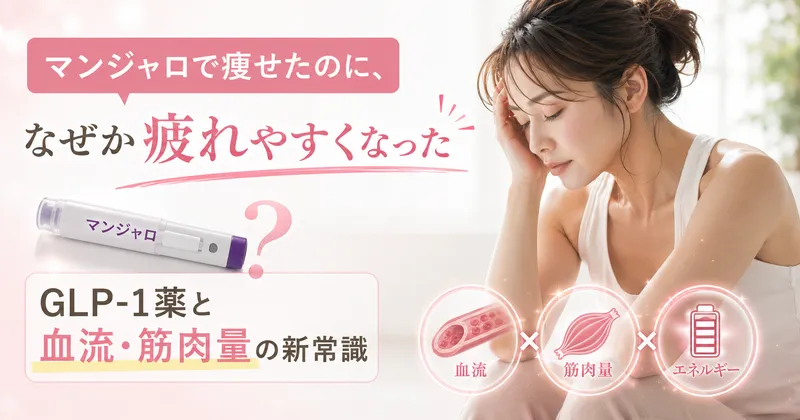 マンジャロで痩せたのに、
なぜか疲れやすくなった
マンジャロ
?
GLP-1薬と
血流・筋肉量の新常識
血流 × 筋肉量 × エネルギー